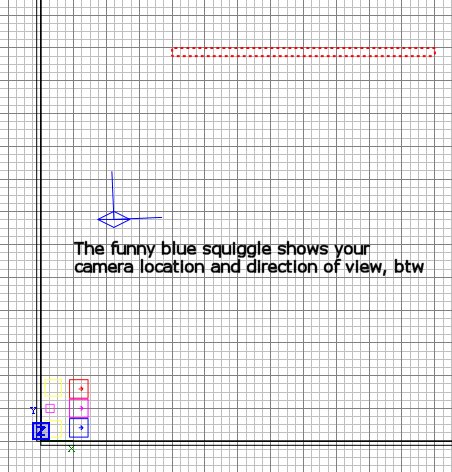 The funny blue squiggle shows your
camera location and direction of view, btw
Y
Z
X